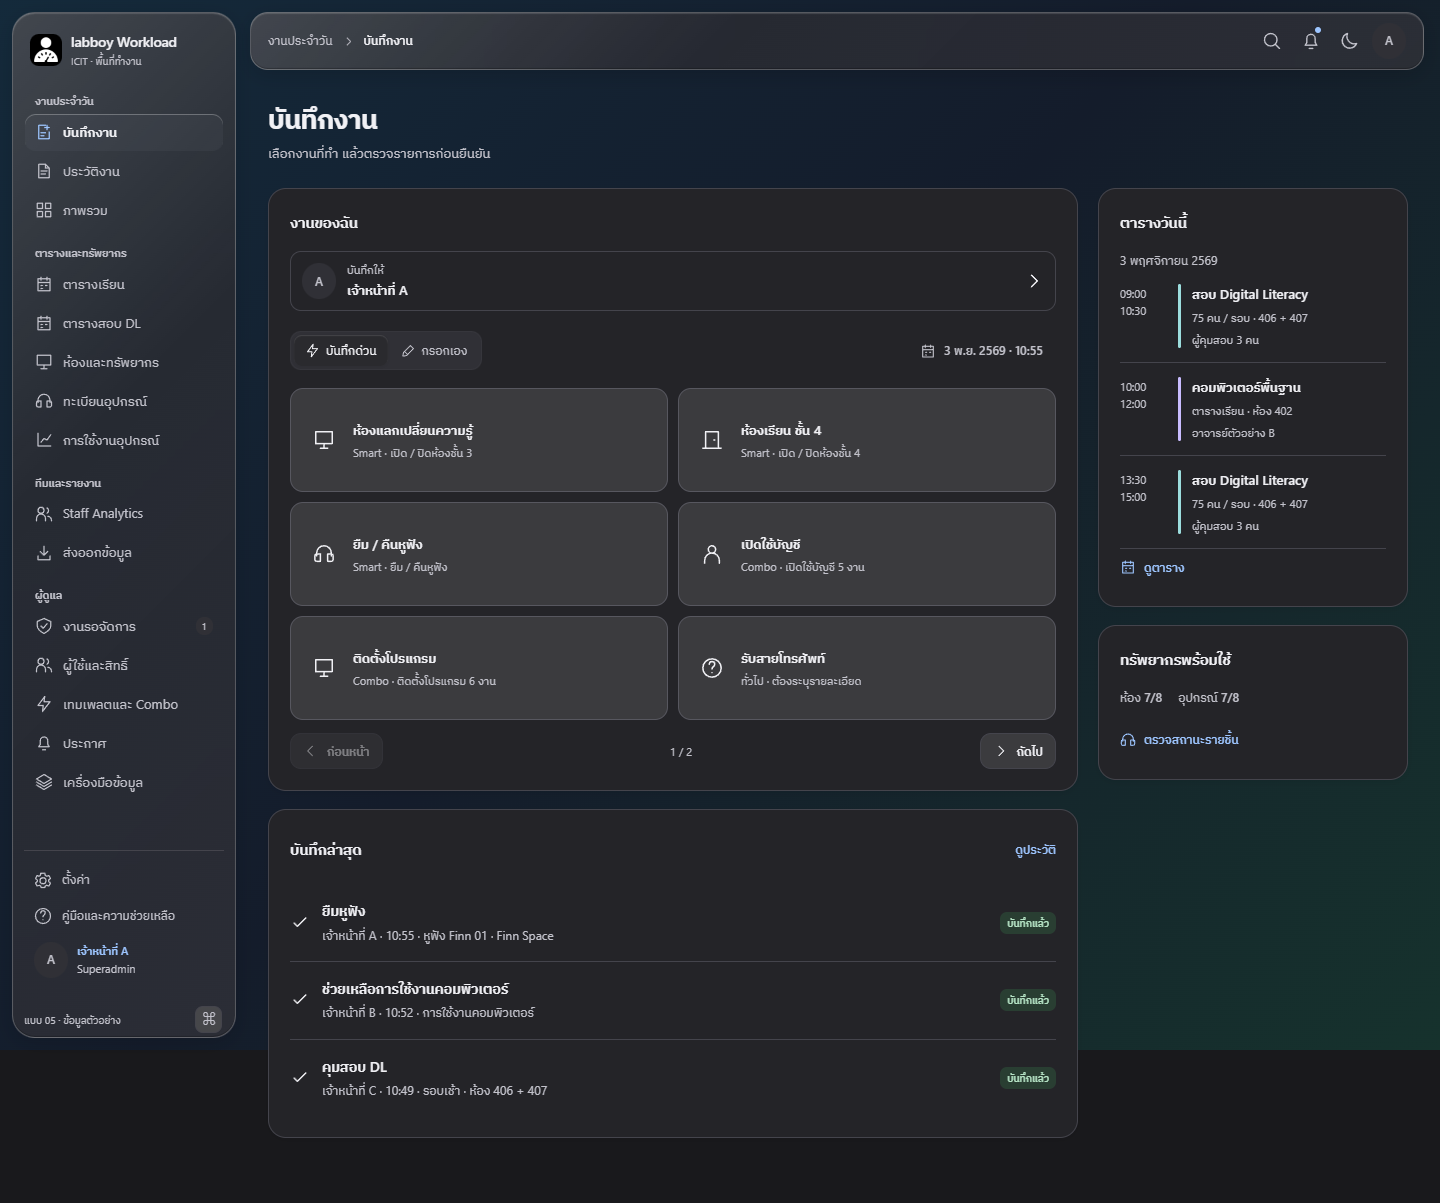 labboy Workload
ICIT · พื้นที่ทำงาน
งานประจำวัน
บันทึกงาน
ประวัติงาน
ภาพรวม
ตารางและทรัพยากร
ตารางเรียน
ตารางสอบ DL
ห้องและทรัพยากร
ทะเบียนอุปกรณ์
การใช้งานอุปกรณ์
ทีมและรายงาน
Staff Analytics
ส่งออกข้อมูล
ผู้ดูแล
งานรอจัดการ 1
ผู้ใช้และสิทธิ์
เทมเพลตและ Combo
ประกาศ
เครื่องมือข้อมูล
ตั้งค่า
คู่มือและความช่วยเหลือ
A
เจ้าหน้าที่ A
Superadmin
แบบ 05 · ข้อมูลตัวอย่าง
งานประจำวัน > บันทึกงาน
A
บันทึกงาน
เลือกงานที่ทำ แล้วตรวจรายการก่อนยืนยัน
งานของฉัน
A
บันทึกให้
เจ้าหน้าที่ A
บันทึกด่วน กรอกเอง
3 พ.ย. 2569 · 10:55
ห้องแลกเปลี่ยนความรู้
Smart · เปิด / ปิดห้องชั้น 3
ห้องเรียน ชั้น 4
Smart · เปิด / ปิดห้องชั้น 4
ยืม / คืนหูฟัง
Smart · ยืม / คืนหูฟัง
เปิดใช้บัญชี
Combo · เปิดใช้บัญชี 5 งาน
ติดตั้งโปรแกรม
Combo · ติดตั้งโปรแกรม 6 งาน
รับสายโทรศัพท์
ทั่วไป · ต้องระบุรายละเอียด
ก่อนหน้า
1 / 2
ถัดไป
บันทึกล่าสุด
ดูประวัติ
ยืมหูฟัง
เจ้าหน้าที่ A · 10:55 · หูฟัง Finn 01 · Finn Space
บันทึกแล้ว
ช่วยเหลือการใช้งานคอมพิวเตอร์
เจ้าหน้าที่ B · 10:52 · การใช้งานคอมพิวเตอร์
บันทึกแล้ว
คุมสอบ DL
เจ้าหน้าที่ C · 10:49 · รอบเช้า · ห้อง 406 + 407
บันทึกแล้ว
ตารางวันนี้
3 พฤศจิกายน 2569
09:00
10:30
สอบ Digital Literacy
75 คน / รอบ · 406 + 407
ผู้คุมสอบ 3 คน
10:00
12:00
คอมพิวเตอร์พื้นฐาน
ตารางเรียน · ห้อง 402
อาจารย์ตัวอย่าง B
13:30
15:00
สอบ Digital Literacy
75 คน / รอบ · 406 + 407
ผู้คุมสอบ 3 คน
ดูตาราง
ทรัพยากรพร้อมใช้
ห้อง 7/8 อุปกรณ์ 7/8
ตรวจสถานะรายชิ้น